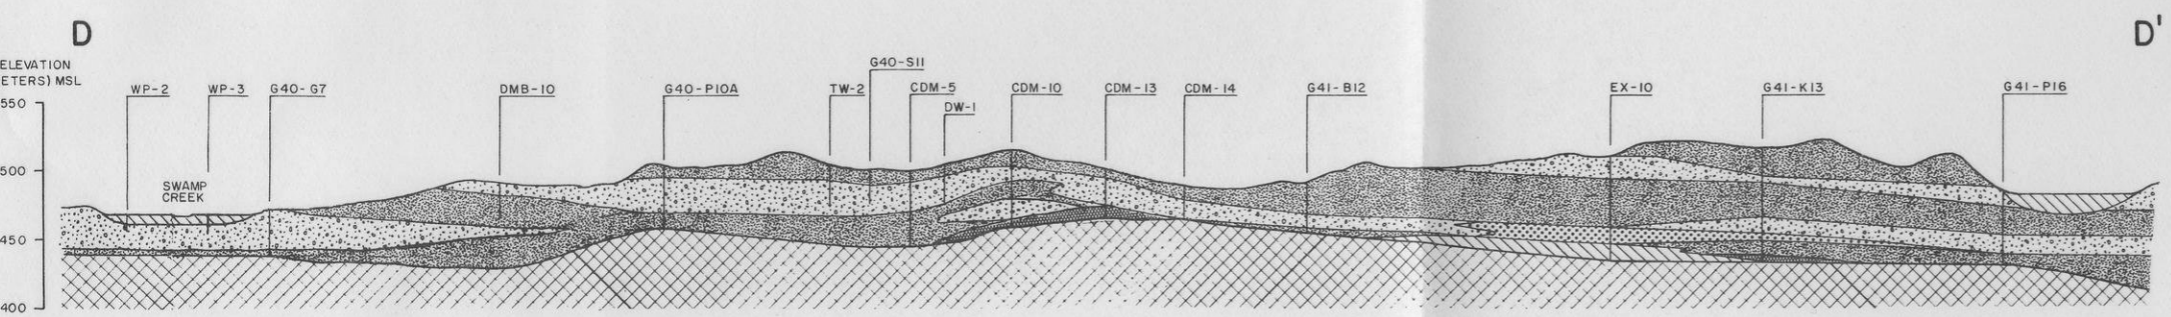 D
D'
ELEVATION
ETERS) MSL
WP-2
WP-3
G40-G7
DMB-10
G40-P10A
TW-2
G40-S11
CDM-5
DW-1
CDM-10
CDM-13
CDM-14
G41-B12
EX-10
G41-K13
G41-P16
550
500
450
400
SWAMP
CREEK